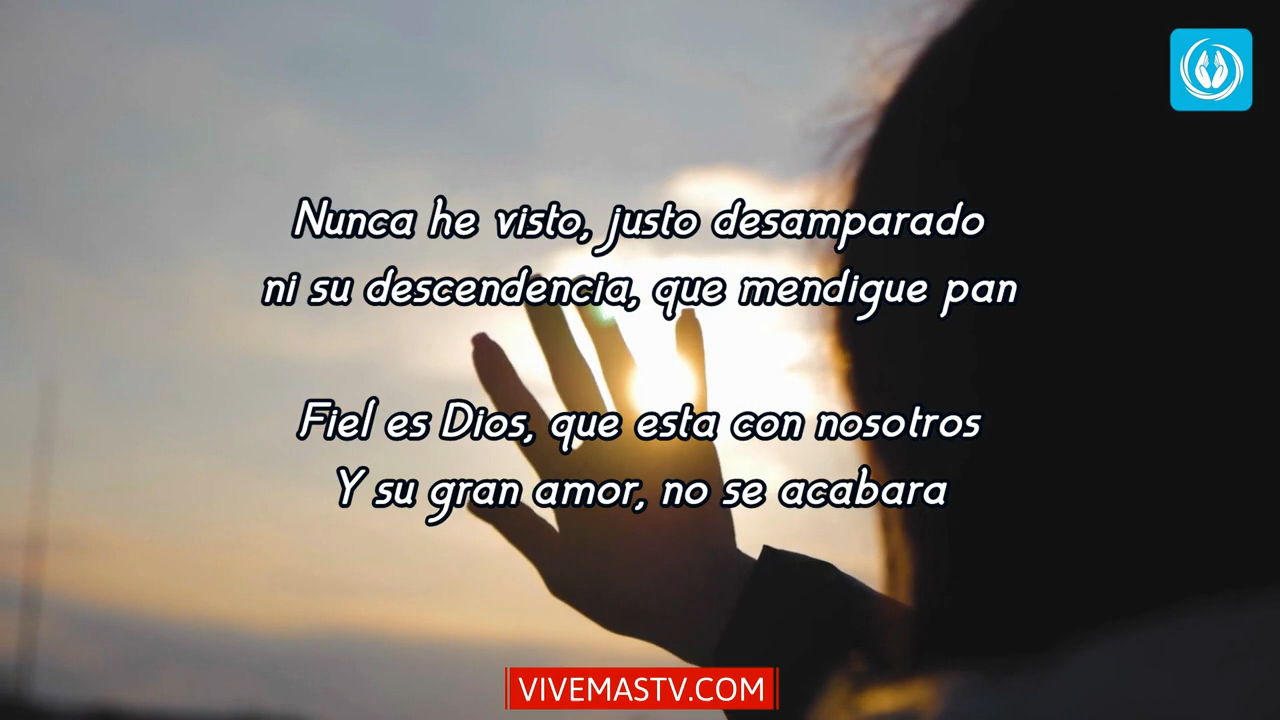 Nunca he visto, justo desamparado
ni su descendencia, que mendigue pan
Fiel es Dios, que esta con nosotros
Y su gran amor, no se acabara
VIVEMASTV.COM